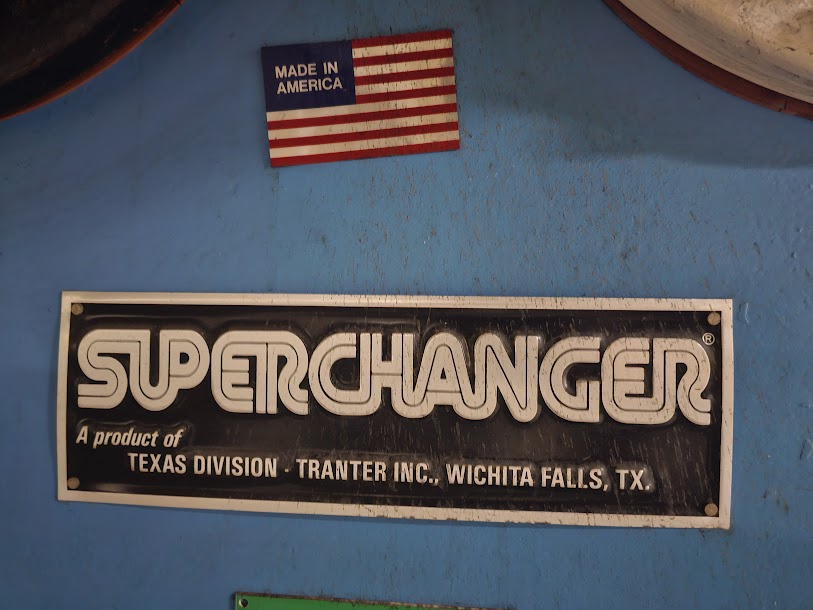 MADE IN
AMERICA
SUPERCHANGER®
A product of
TEXAS DIVISION - TRANTER INC., WICHITA FALLS, TX.